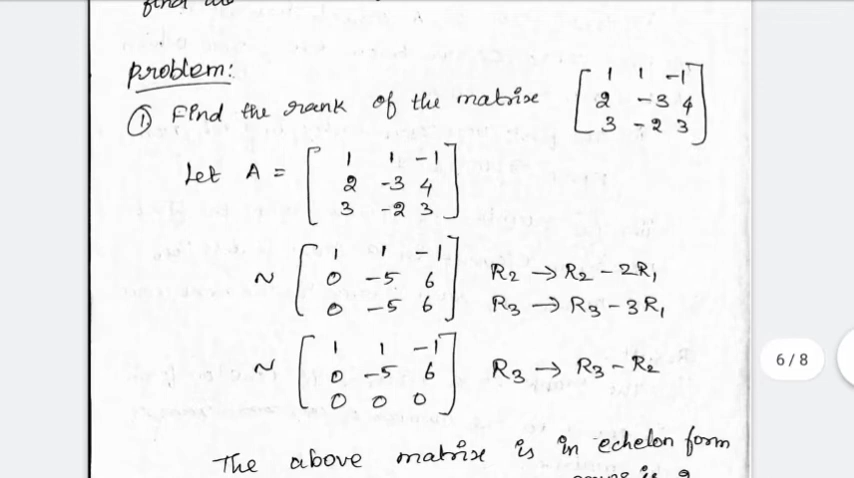 find
problem:
① Find the rank of the matrix [ 1 1 -1
2 -3 4
3 -2 3 ]
Let A = [ 1 1 -1
2 -3 4
3 -2 3 ]
~ [ 1 1 -1
0 -5 6 R₂ → R₂ - 2R₁
0 -5 6 ] R₃ → R₃ - 3R₁
~ [ 1 1 -1
0 -5 6 R₃ → R₃ - R₂
0 0 0 ]
6 / 8
The above matrix is in echelon form
is 2